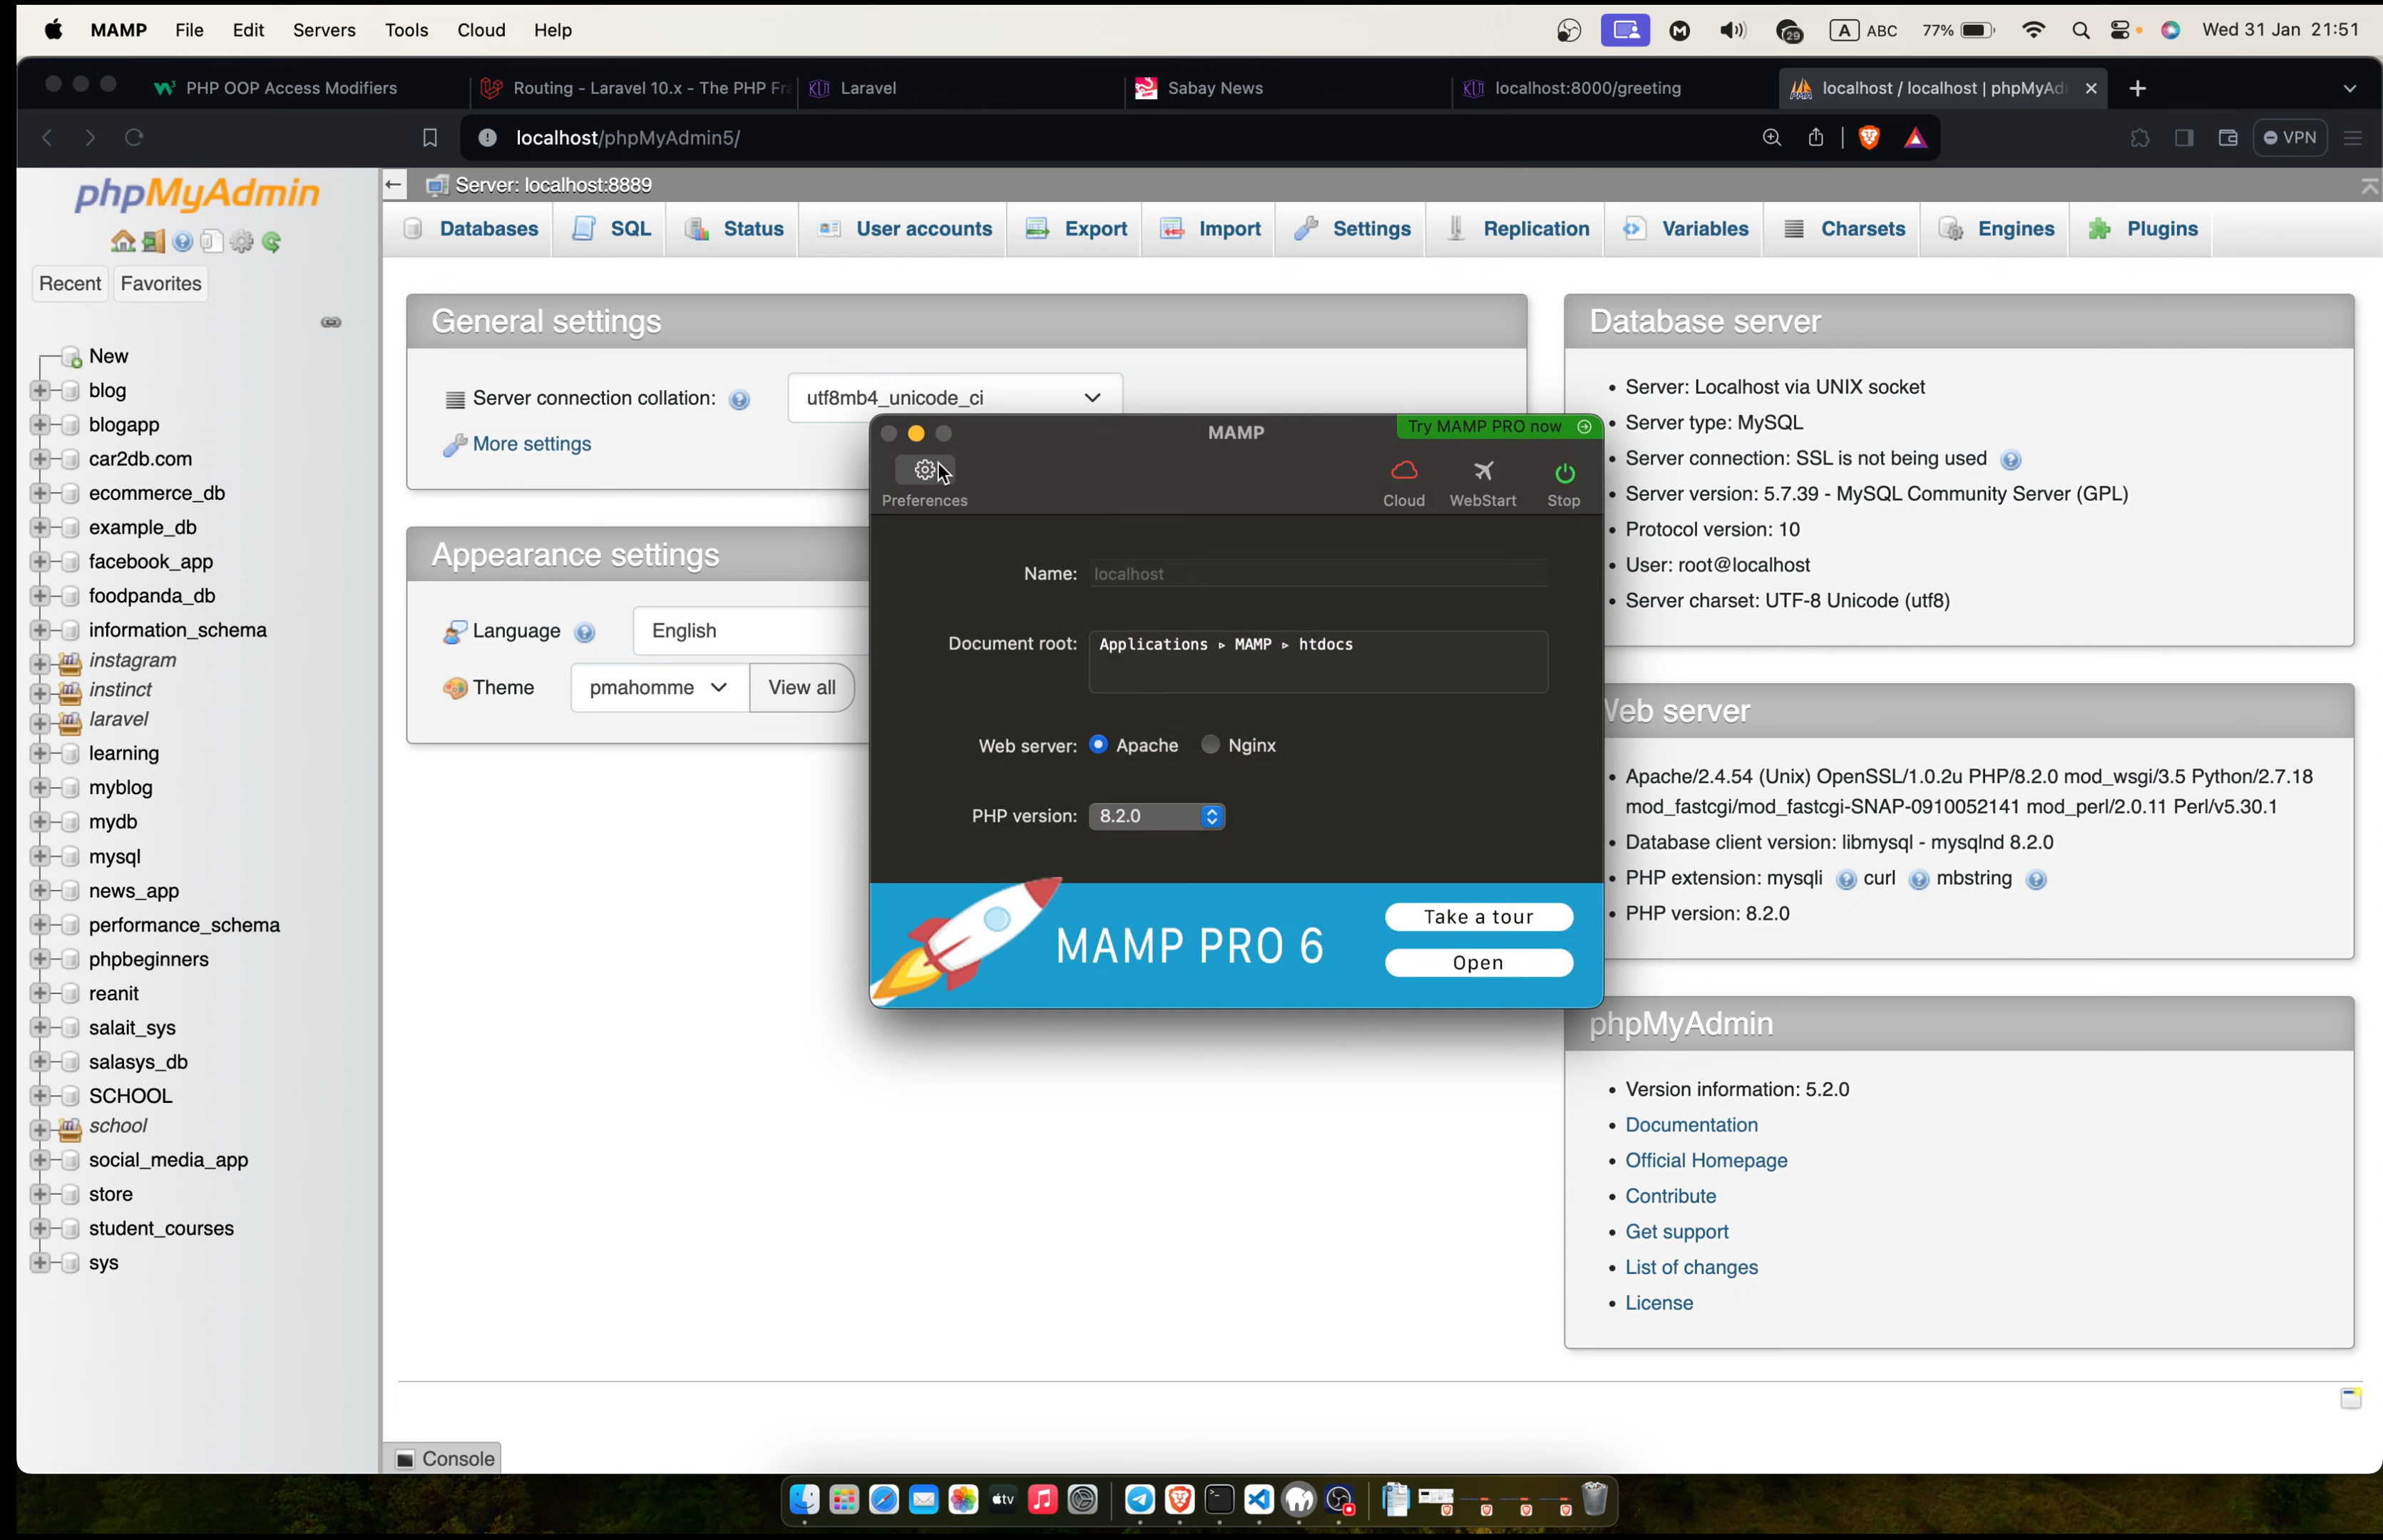 MAMP File Edit Servers Tools Cloud Help
29 A ABC 77% Wed 31 Jan 21:51
PHP OOP Access Modifiers
Routing - Laravel 10.x - The PHP Fra
Laravel
Sabay News
localhost:8000/greeting
localhost / localhost | phpMyAd
localhost/phpMyAdmin5/
VPN
phpMyAdmin
Recent Favorites
New
blog
blogapp
car2db.com
ecommerce_db
example_db
facebook_app
foodpanda_db
information_schema
instagram
instinct
laravel
learning
myblog
mydb
mysql
news_app
performance_schema
phpbeginners
reanit
salait_sys
salasys_db
SCHOOL
school
social_media_app
store
student_courses
sys
Server: localhost:8889
Databases SQL Status User accounts Export Import Settings Replication Variables Charsets Engines Plugins
General settings
Server connection collation: utf8mb4_unicode_ci
More settings
Appearance settings
Language English
Theme pmahomme View all
MAMP
Try MAMP PRO now
Preferences
Cloud WebStart Stop
Name: localhost
Document root: Applications ▸ MAMP ▸ htdocs
Web server: Apache Nginx
PHP version: 8.2.0
MAMP PRO 6
Take a tour
Open
Database server
Server: Localhost via UNIX socket
Server type: MySQL
Server connection: SSL is not being used
Server version: 5.7.39 - MySQL Community Server (GPL)
Protocol version: 10
User: root@localhost
Server charset: UTF-8 Unicode (utf8)
Web server
Apache/2.4.54 (Unix) OpenSSL/1.0.2u PHP/8.2.0 mod_wsgi/3.5 Python/2.7.18
mod_fastcgi/mod_fastcgi-SNAP-0910052141 mod_perl/2.0.11 Perl/v5.30.1
Database client version: libmysql - mysqlnd 8.2.0
PHP extension: mysqli curl mbstring
PHP version: 8.2.0
phpMyAdmin
Version information: 5.2.0
Documentation
Official Homepage
Contribute
Get support
List of changes
License
Console
tv